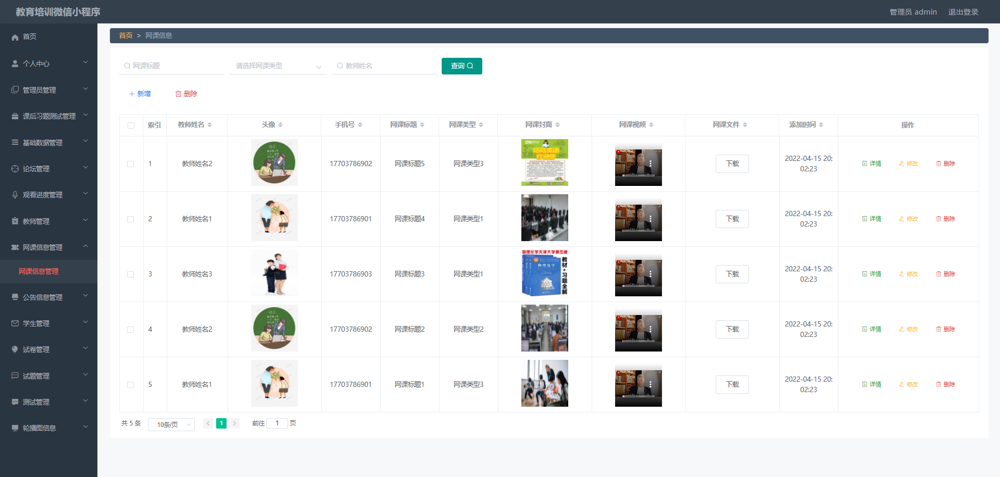 教育培训微信小程序
管理员 admin 退出登录
首页
个人中心
管理员管理
课后习题测试管理
基础数据管理
论坛管理
观看进度管理
教师管理
网课信息管理
网课信息管理
公告信息管理
学生管理
试卷管理
试题管理
测试管理
轮播图信息
首页 > 网课信息
网课标题 请选择网课类型 教师姓名 查询
新增 删除
索引 教师姓名 头像 手机号 网课标题 网课类型 网课封面 网课视频 网课文件 添加时间 操作
1 教师姓名2 17703786902 网课标题5 网课类型3 下载 2022-04-15 20:02:23 详情 修改 删除
嗒嗒英语
欢迎您
2 教师姓名1 17703786901 网课标题4 网课类型1 下载 2022-04-15 20:02:23 详情 修改 删除
3 教师姓名3 17703786903 网课标题3 网课类型1 下载 2022-04-15 20:02:23 详情 修改 删除
物理化学天津大学第五版
物理化学
教材+习题全解
4 教师姓名2 17703786902 网课标题2 网课类型2 下载 2022-04-15 20:02:23 详情 修改 删除
5 教师姓名1 17703786901 网课标题1 网课类型3 下载 2022-04-15 20:02:23 详情 修改 删除
共 5 条 10条/页 1 前往 1 页